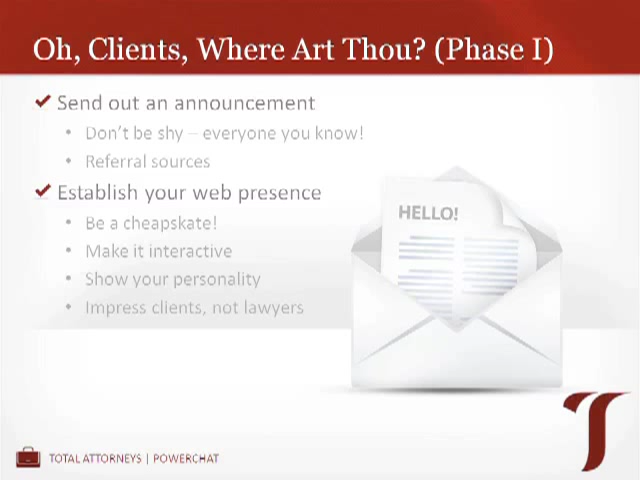 Oh, Clients, Where Art Thou? (Phase I)
Send out an announcement
• Don't be shy – everyone you know!
• Referral sources
Establish your web presence
• Be a cheapskate!
• Make it interactive
• Show your personality
• Impress clients, not lawyers
HELLO!
TOTAL ATTORNEYS | POWERCHAT